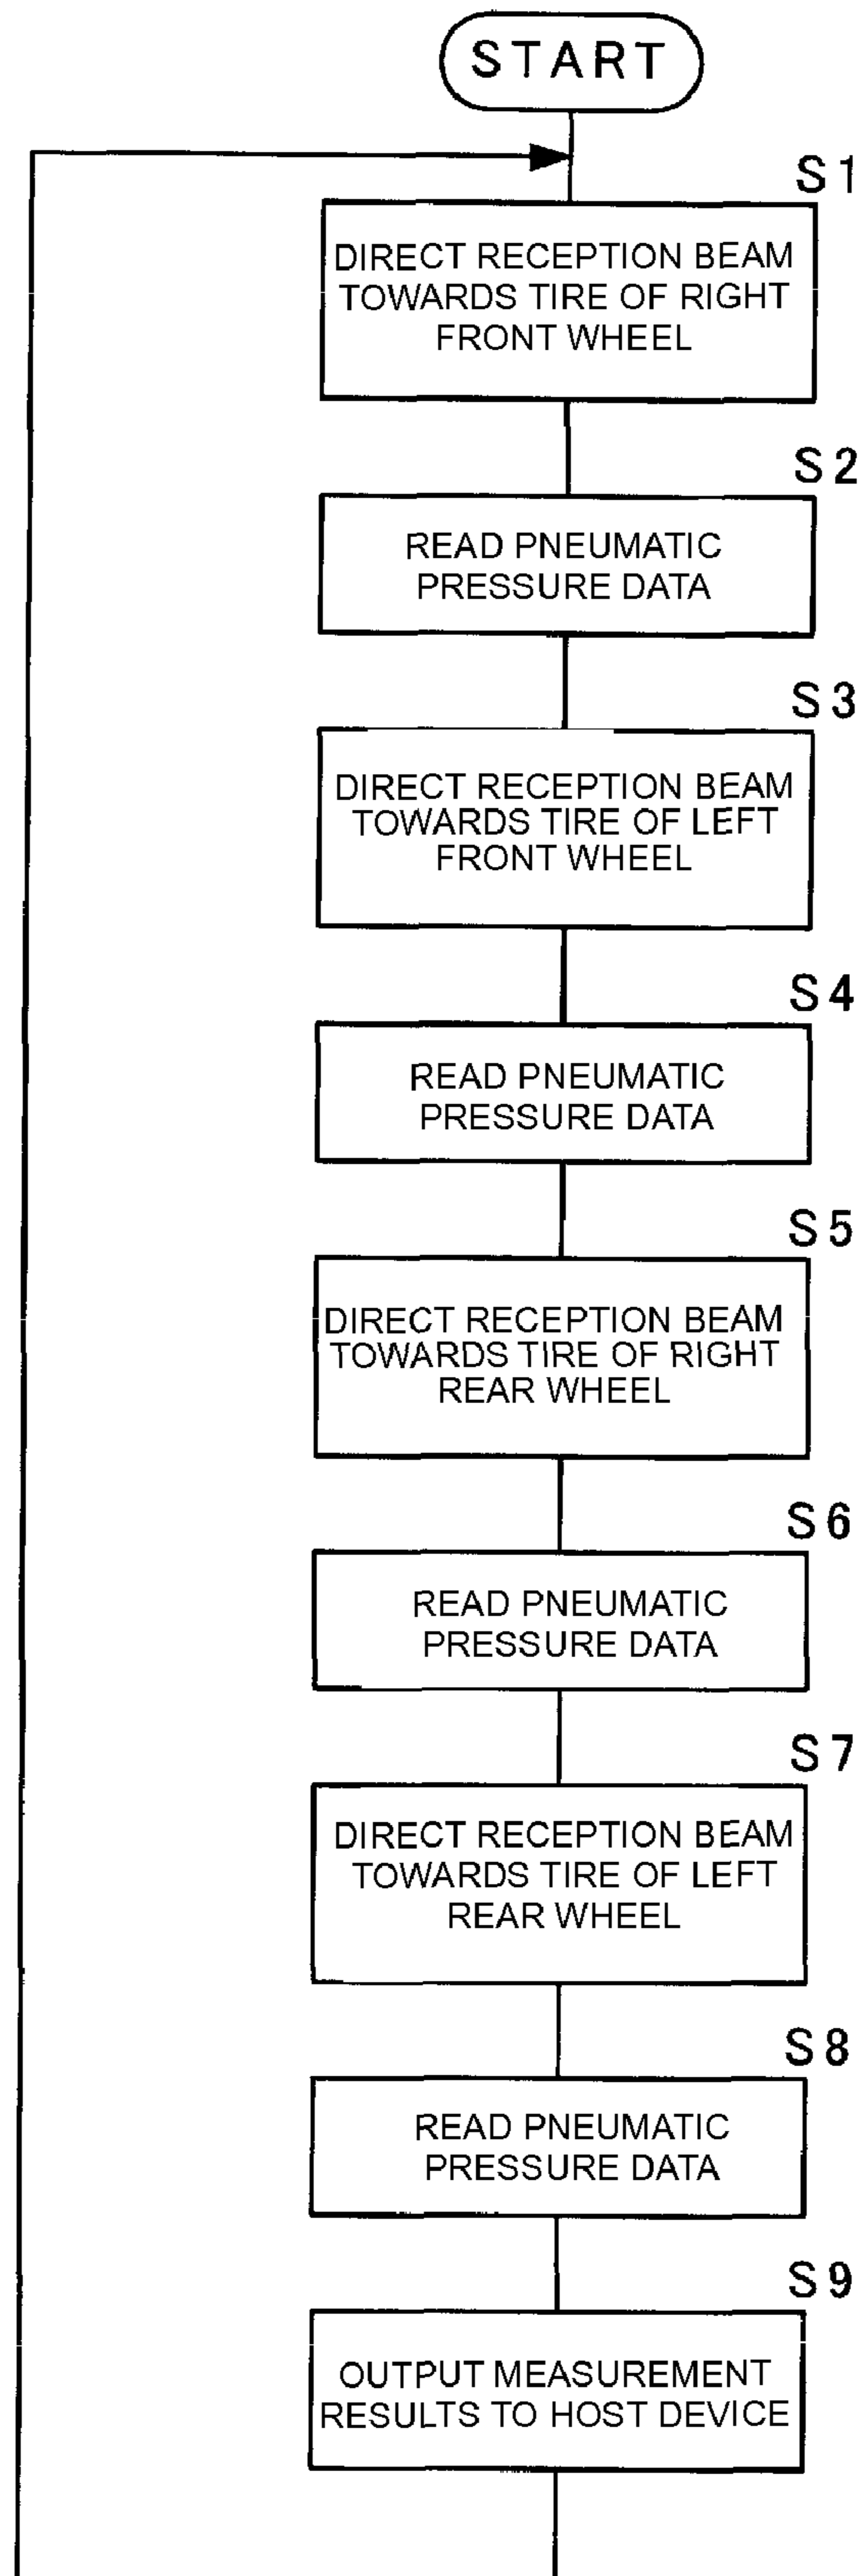 START
S1
DIRECT RECEPTION BEAM
TOWARDS TIRE OF RIGHT
FRONT WHEEL
S2
READ PNEUMATIC
PRESSURE DATA
S3
DIRECT RECEPTION BEAM
TOWARDS TIRE OF LEFT
FRONT WHEEL
S4
READ PNEUMATIC
PRESSURE DATA
S5
DIRECT RECEPTION BEAM
TOWARDS TIRE OF RIGHT
REAR WHEEL
S6
READ PNEUMATIC
PRESSURE DATA
S7
DIRECT RECEPTION BEAM
TOWARDS TIRE OF LEFT
REAR WHEEL
S8
READ PNEUMATIC
PRESSURE DATA
S9
OUTPUT MEASUREMENT
RESULTS TO HOST DEVICE